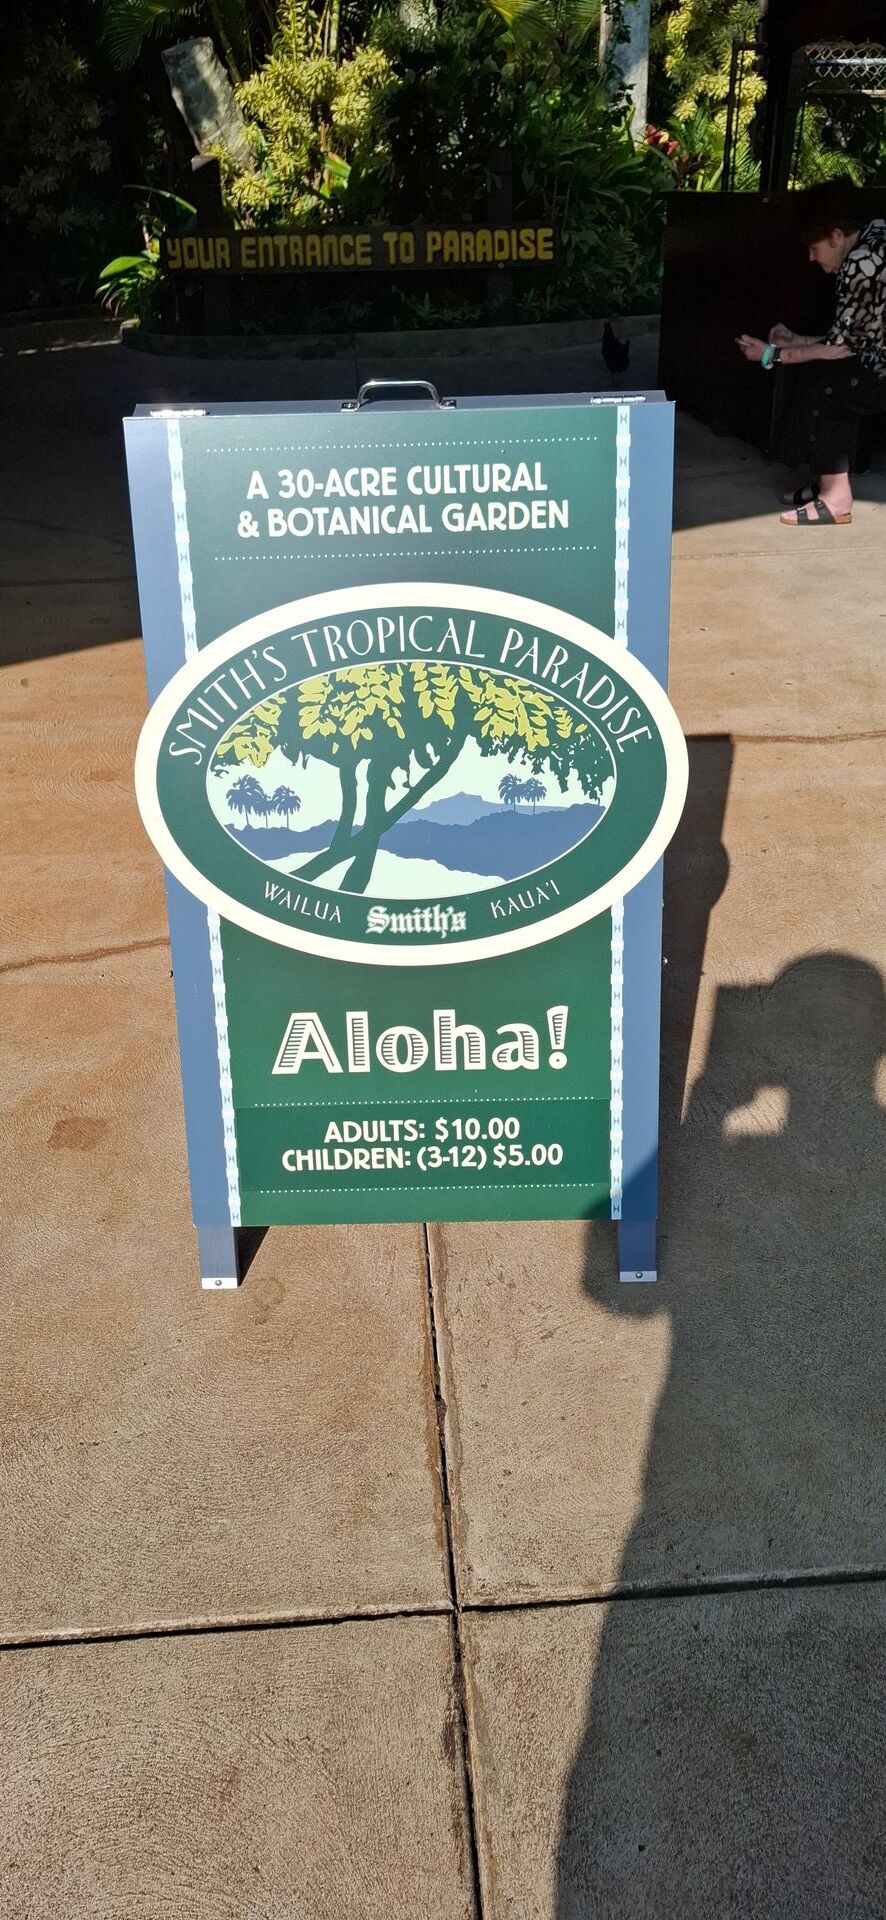 YOUR ENTRANCE TO PARADISE
A 30-ACRE CULTURAL
& BOTANICAL GARDEN
SMITH'S TROPICAL PARADISE
WAILUA Smith's KAUA'I
Aloha!
ADULTS: $10.00
CHILDREN: (3-12) $5.00